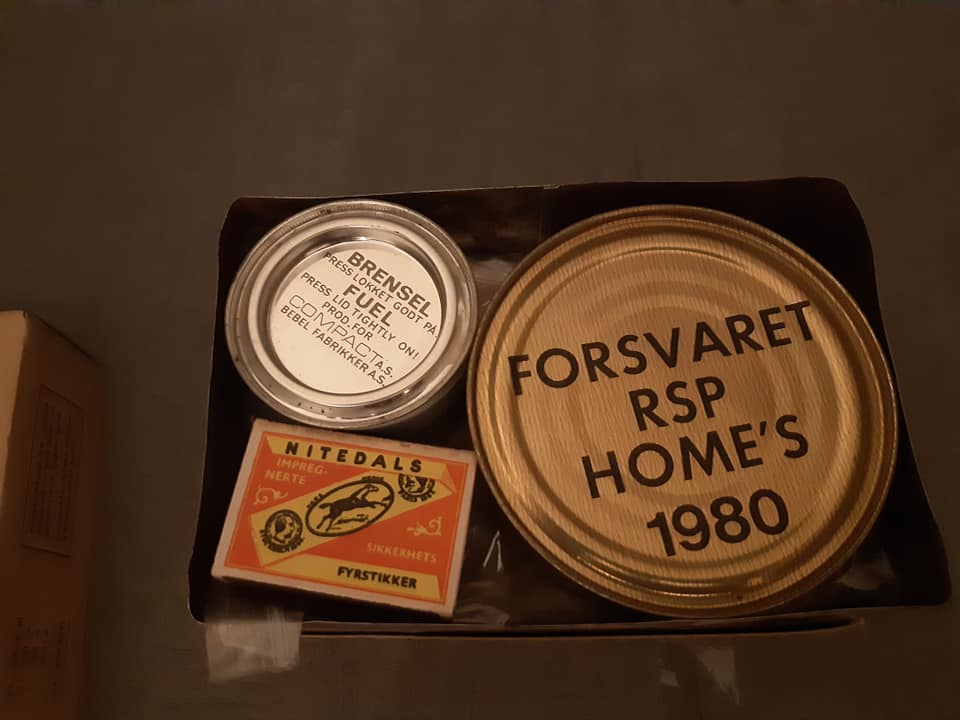 BRENSEL
PRESS LOKKET GODT PÅ
FUEL
PRESS LID TIGHTLY ON!
PROD. FOR
COMPACT A.S.
BEBEL FABRIKKER A.S.
FORSVARET
RSP
HOME'S
1980
NITEDALS
IMPREG-
NERTE
SIKKERHETS
FYRSTIKKER